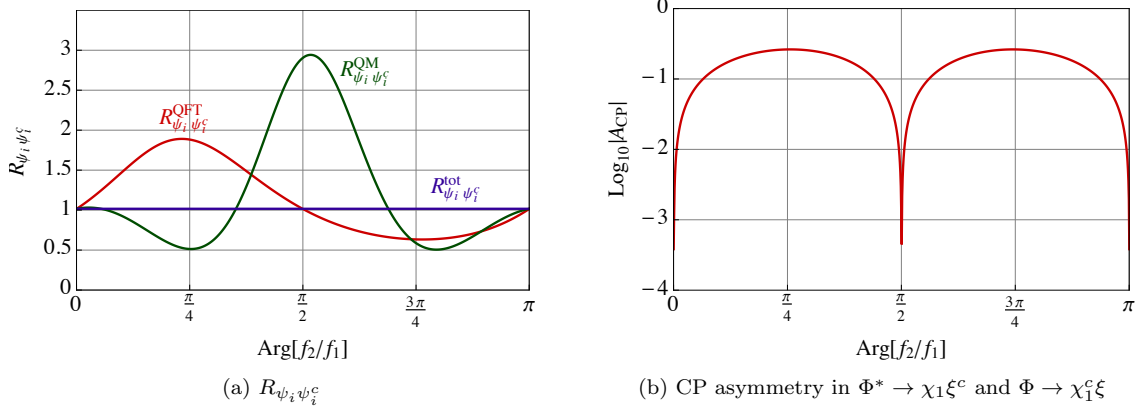 3
2.5
2
1.5
1
0.5
0
R_{ψ_i ψ_i^c}
R^{QM}_{ψ_i ψ_i^c}
R^{QFT}_{ψ_i ψ_i^c}
R^{tot}_{ψ_i ψ_i^c}
0 π/4 π/2 3π/4 π
Arg[f_2/f_1]
(a) R_{ψ_i ψ_i^c}
0
−1
−2
−3
−4
Log_{10}|A_{CP}|
0 π/4 π/2 3π/4 π
Arg[f_2/f_1]
(b) CP asymmetry in Φ* → χ_1ξ^c and Φ → χ_1^cξ